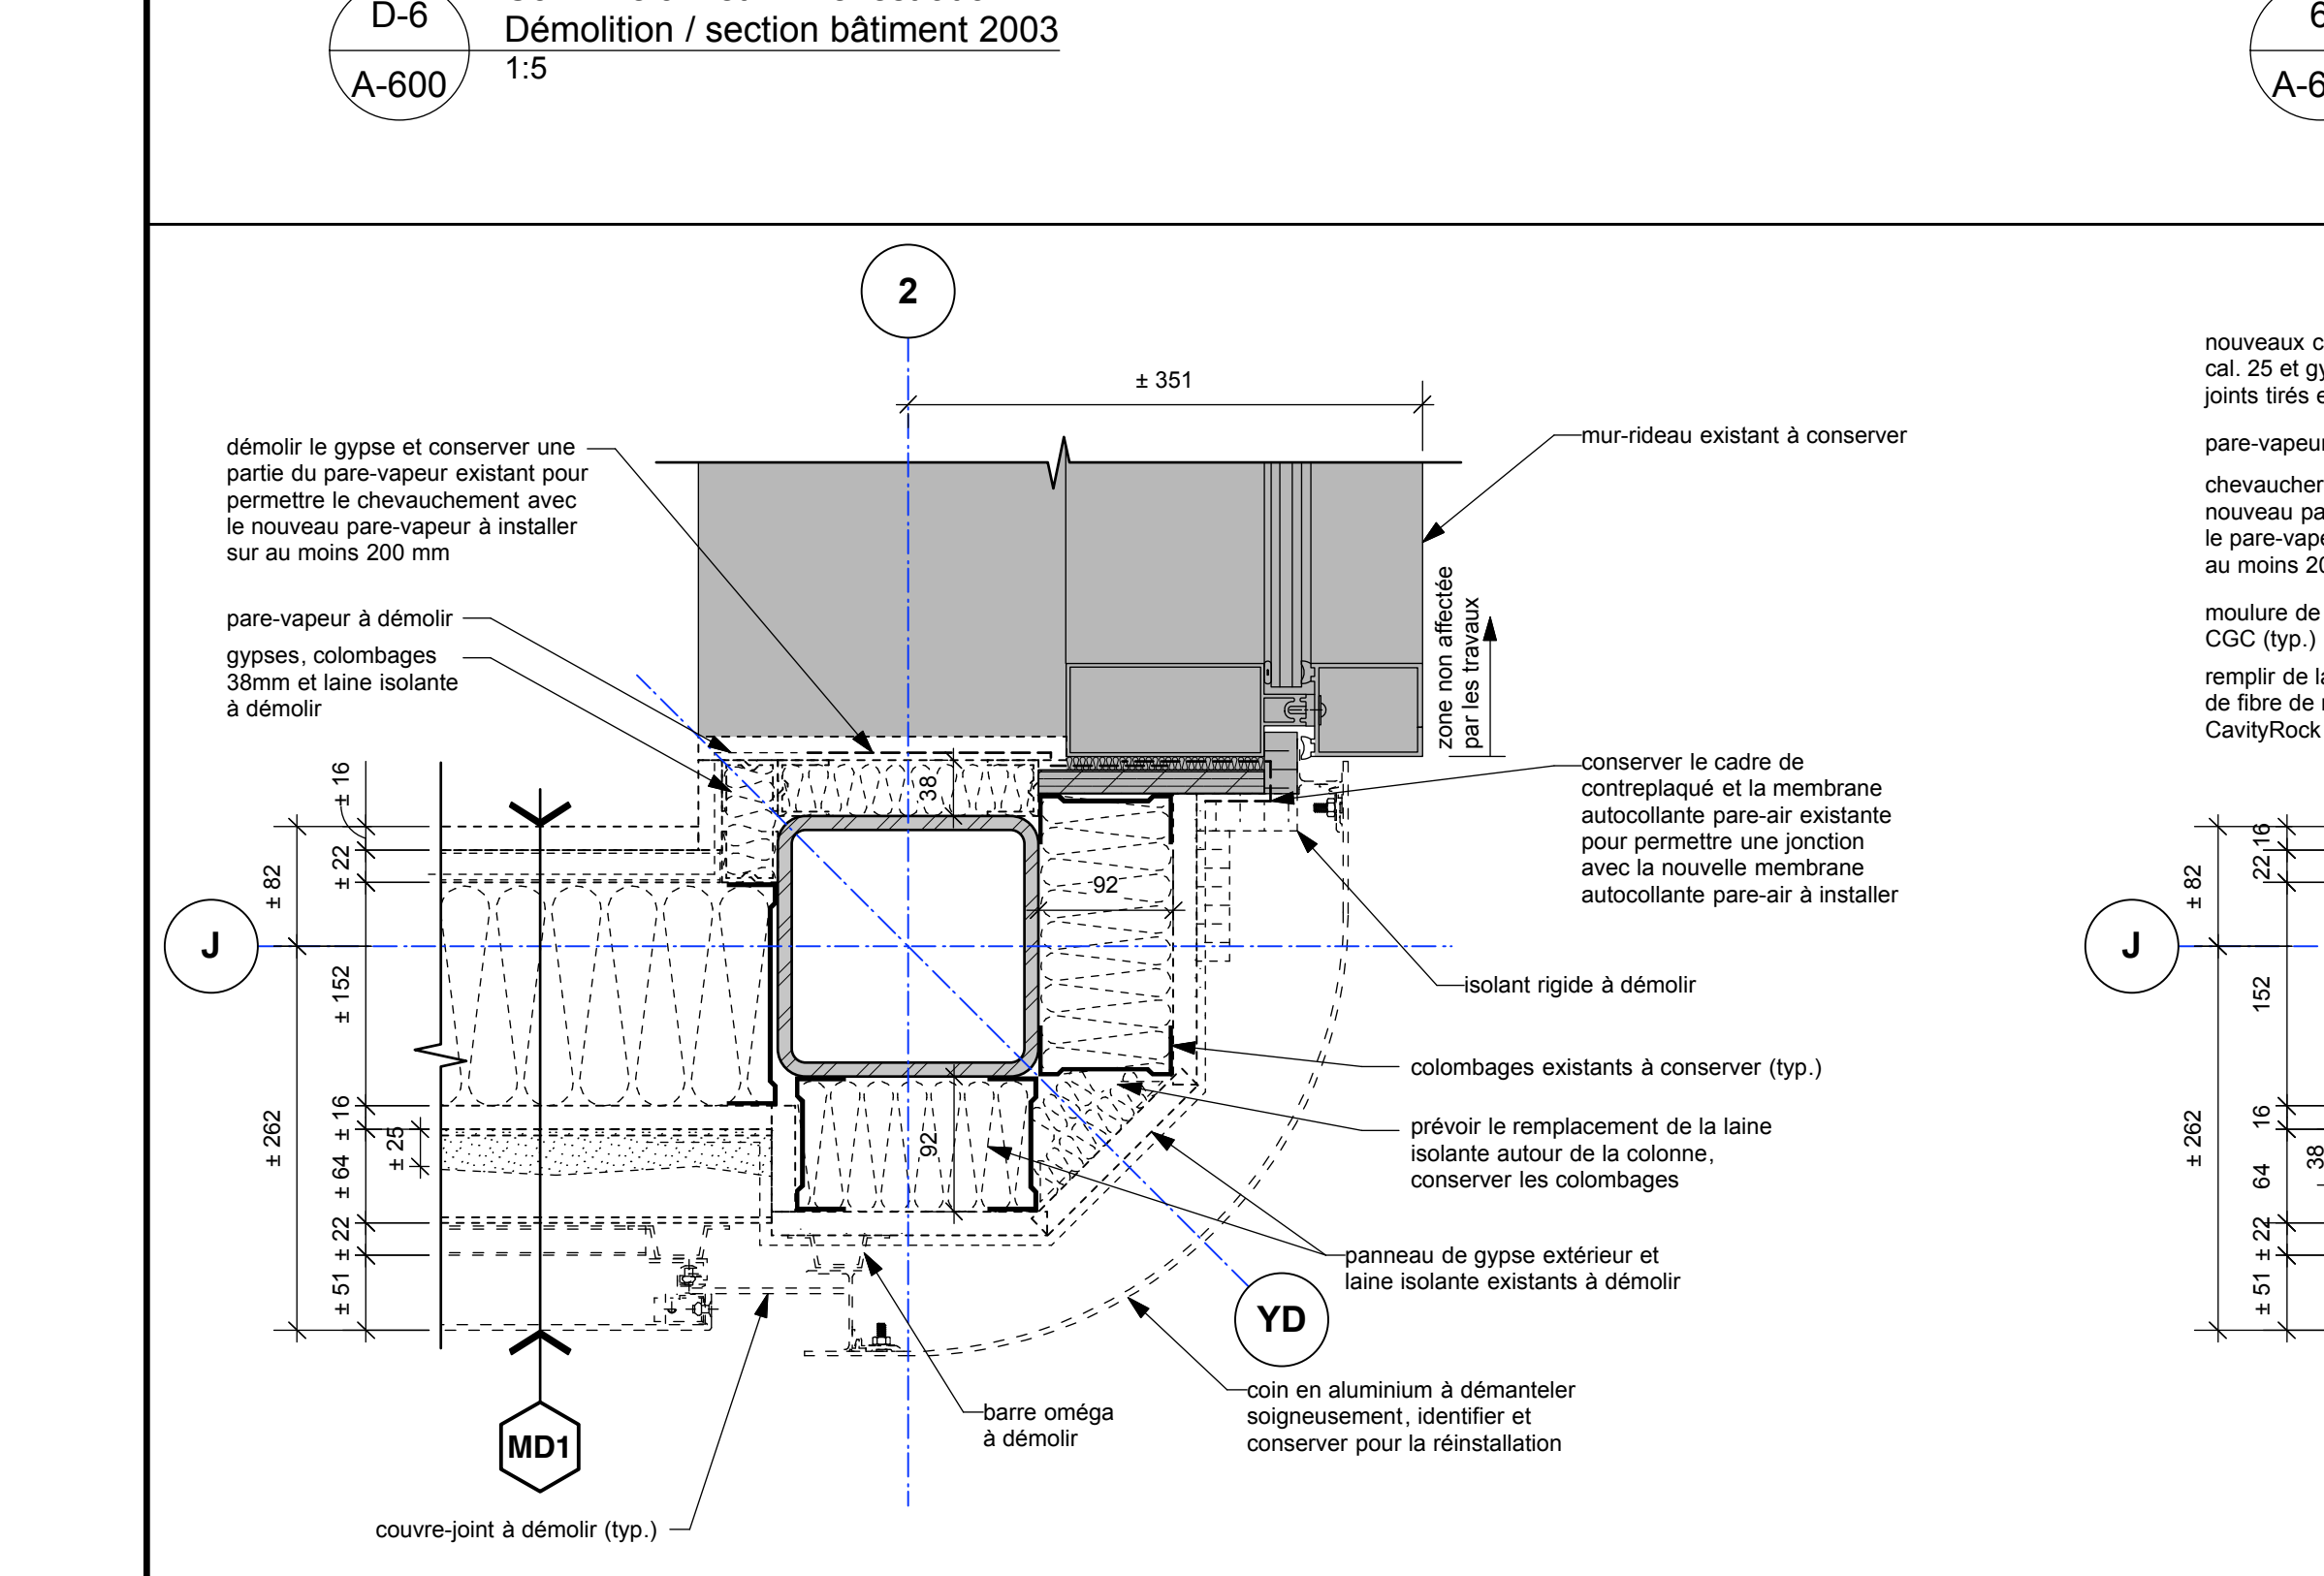 D-6
A-600
Démolition / section bâtiment 2003
1:5
6
A-6
2
± 351
démolir le gypse et conserver une
partie du pare-vapeur existant pour
permettre le chevauchement avec
le nouveau pare-vapeur à installer
sur au moins 200 mm
pare-vapeur à démolir
gypses, colombages
38mm et laine isolante
à démolir
mur-rideau existant à conserver
zone non affectée
par les travaux
conserver le cadre de
contreplaqué et la membrane
autocollante pare-air existante
pour permettre une jonction
avec la nouvelle membrane
autocollante pare-air à installer
isolant rigide à démolir
colombages existants à conserver (typ.)
prévoir le remplacement de la laine
isolante autour de la colonne,
conserver les colombages
panneau de gypse extérieur et
laine isolante existants à démolir
YD
coin en aluminium à démanteler
soigneusement, identifier et
conserver pour la réinstallation
barre oméga
à démolir
couvre-joint à démolir (typ.)
MD1
J
± 82
± 262
± 16
± 22
± 152
± 16
± 64
± 22
± 51
± 25
38
92
92
nouveaux c
cal. 25 et gy
joints tirés e
pare-vapeur
chevaucher
nouveau pa
le pare-vape
au moins 20
moulure de
CGC (typ.)
remplir de la
de fibre de
CavityRock
J
± 82
± 262
16
22
152
16
64
± 22
± 51
38